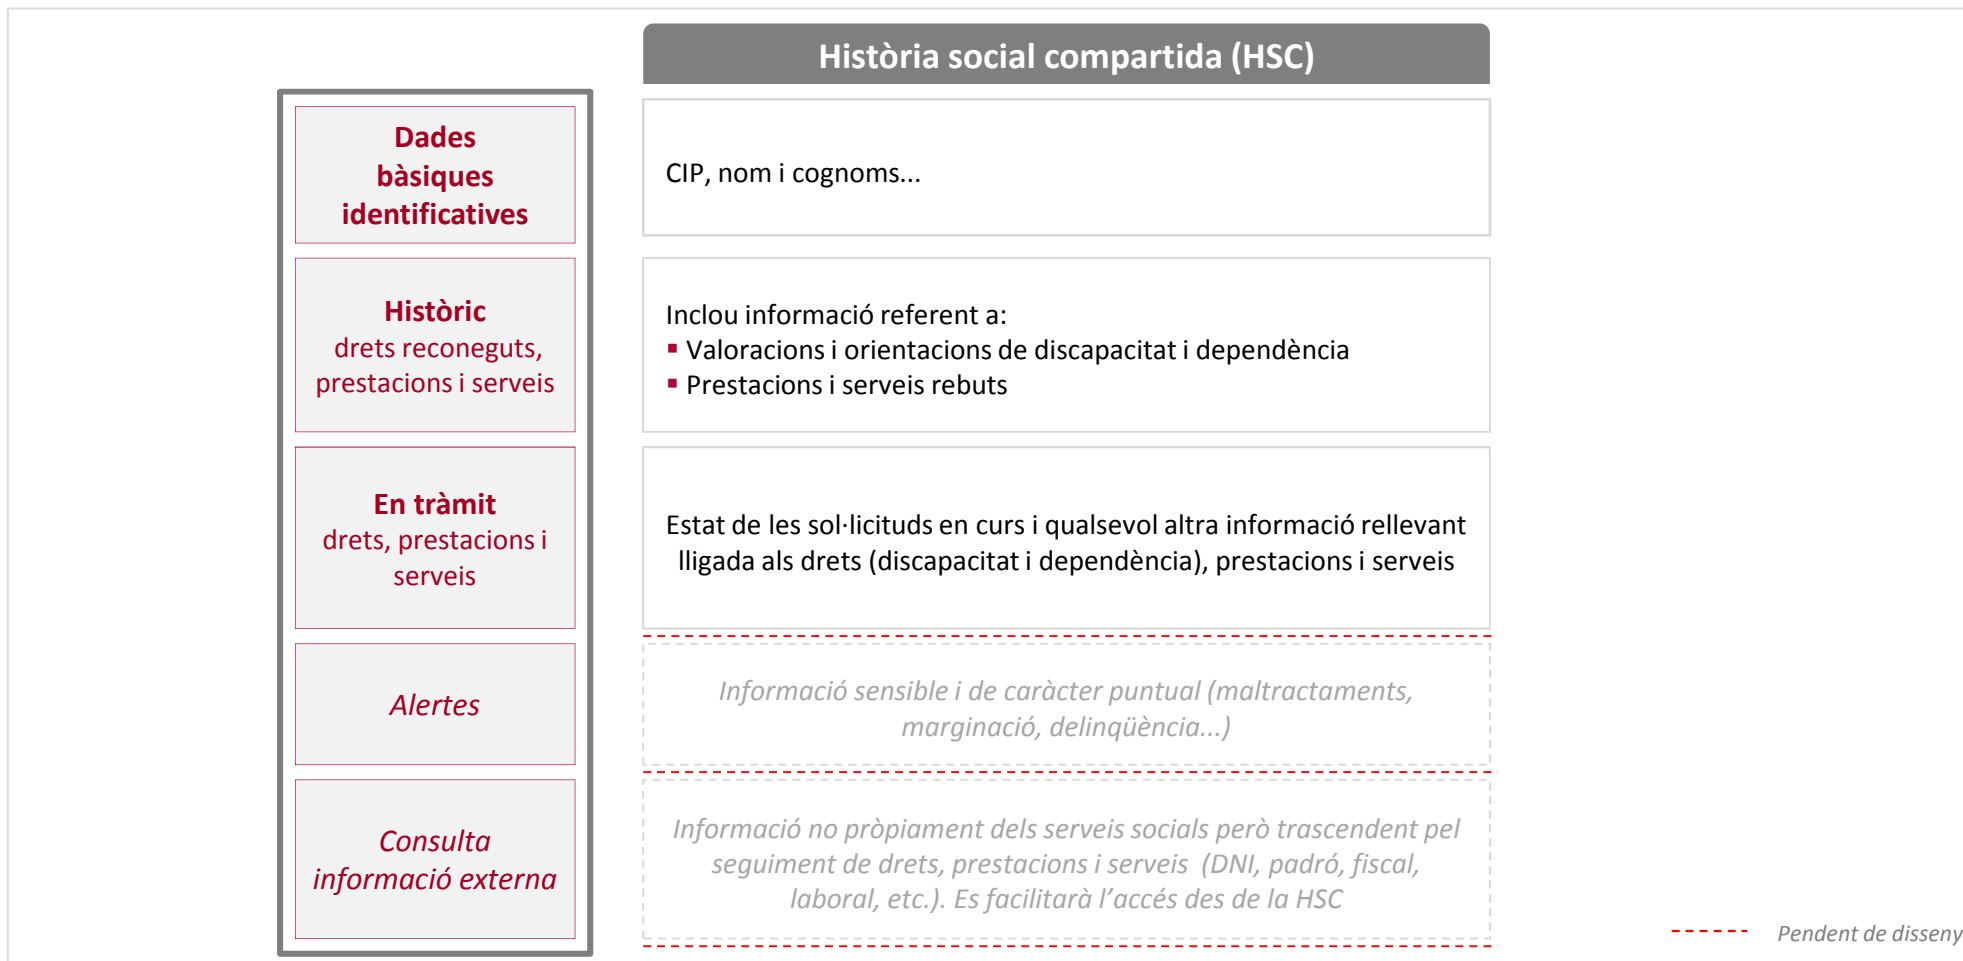 Història social compartida (HSC)
Dades
bàsiques
identificatives
CIP, nom i cognoms...
Històric
drets reconeguts,
prestacions i serveis
Inclou informació referent a:
▪ Valoracions i orientacions de discapacitat i dependència
▪ Prestacions i serveis rebuts
En tràmit
drets, prestacions i
serveis
Estat de les sol·licituds en curs i qualsevol altra informació rellevant
lligada als drets (discapacitat i dependència), prestacions i serveis
Alertes
Informació sensible i de caràcter puntual (maltractaments,
marginació, delinqüència...)
Consulta
informació externa
Informació no pròpiament dels serveis socials però trascendent pel
seguiment de drets, prestacions i serveis (DNI, padró, fiscal,
laboral, etc.). Es facilitarà l’accés des de la HSC
Pendent de disseny